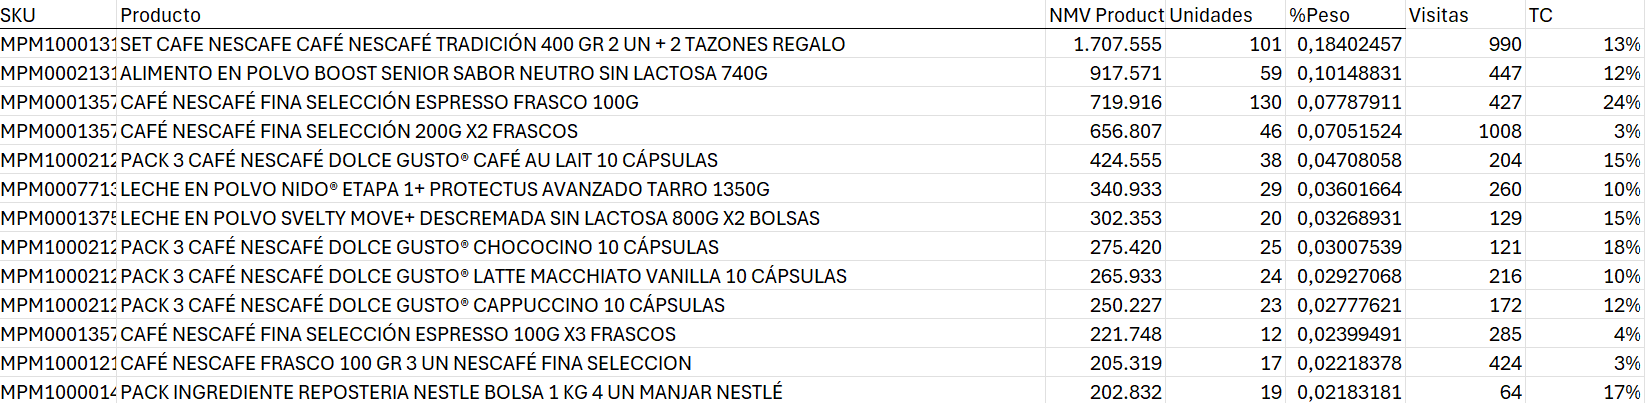 SKU Producto NMV Product Unidades %Peso Visitas TC
MPM1000131 SET CAFE NESCAFE CAFÉ NESCAFÉ TRADICIÓN 400 GR 2 UN + 2 TAZONES REGALO 1.707.555 101 0,18402457 990 13%
MPM0002131 ALIMENTO EN POLVO BOOST SENIOR SABOR NEUTRO SIN LACTOSA 740G 917.571 59 0,10148831 447 12%
MPM0001357 CAFÉ NESCAFÉ FINA SELECCIÓN ESPRESSO FRASCO 100G 719.916 130 0,07787911 427 24%
MPM0001357 CAFÉ NESCAFÉ FINA SELECCIÓN 200G X2 FRASCOS 656.807 46 0,07051524 1008 3%
MPM1000212 PACK 3 CAFÉ NESCAFÉ DOLCE GUSTO® CAFÉ AU LAIT 10 CÁPSULAS 424.555 38 0,04708058 204 15%
MPM0007713 LECHE EN POLVO NIDO® ETAPA 1+ PROTECTUS AVANZADO TARRO 1350G 340.933 29 0,03601664 260 10%
MPM0001375 LECHE EN POLVO SVELTY MOVE+ DESCREMADA SIN LACTOSA 800G X2 BOLSAS 302.353 20 0,03268931 129 15%
MPM1000212 PACK 3 CAFÉ NESCAFÉ DOLCE GUSTO® CHOCOCINO 10 CÁPSULAS 275.420 25 0,03007539 121 18%
MPM1000212 PACK 3 CAFÉ NESCAFÉ DOLCE GUSTO® LATTE MACCHIATO VANILLA 10 CÁPSULAS 265.933 24 0,02927068 216 10%
MPM1000212 PACK 3 CAFÉ NESCAFÉ DOLCE GUSTO® CAPPUCCINO 10 CÁPSULAS 250.227 23 0,02777621 172 12%
MPM0001357 CAFÉ NESCAFÉ FINA SELECCIÓN ESPRESSO 100G X3 FRASCOS 221.748 12 0,02399491 285 4%
MPM1000121 CAFÉ NESCAFE FRASCO 100 GR 3 UN NESCAFÉ FINA SELECCION 205.319 17 0,02218378 424 3%
MPM1000014 PACK INGREDIENTE REPOSTERIA NESTLE BOLSA 1 KG 4 UN MANJAR NESTLÉ 202.832 19 0,02183181 64 17%